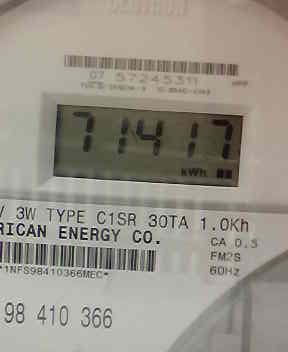 07 57245311
71417
kWh
V 3W TYPE C1SR 30TA 1.0Kh
RICAN ENERGY CO.
CA 0.5
FM2S
60HZ
*1NFS98410366MEC*
98 410 366